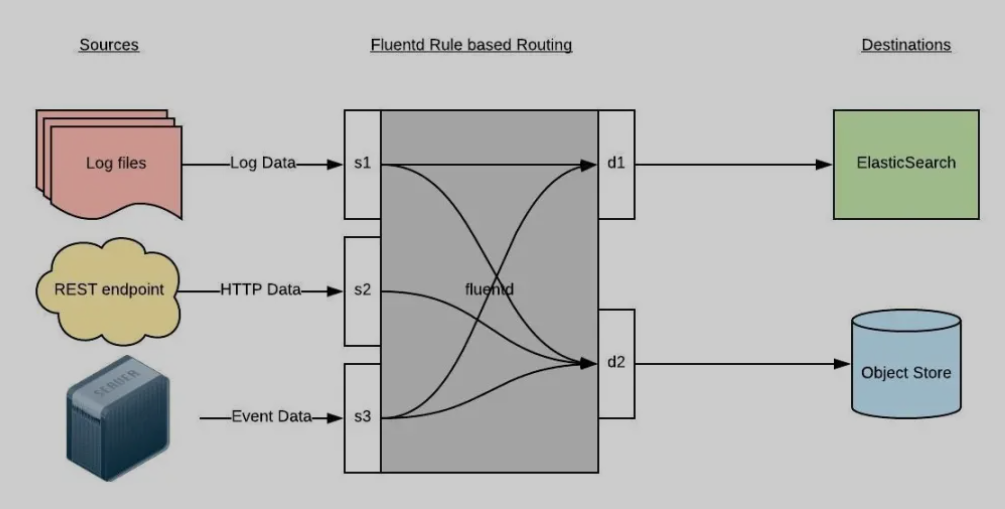 Sources
Fluentd Rule based Routing
Destinations
Log files
Log Data
s1
d1
ElasticSearch
REST endpoint
HTTP Data
s2
fluentd
SERVER
Event Data
s3
d2
Object Store